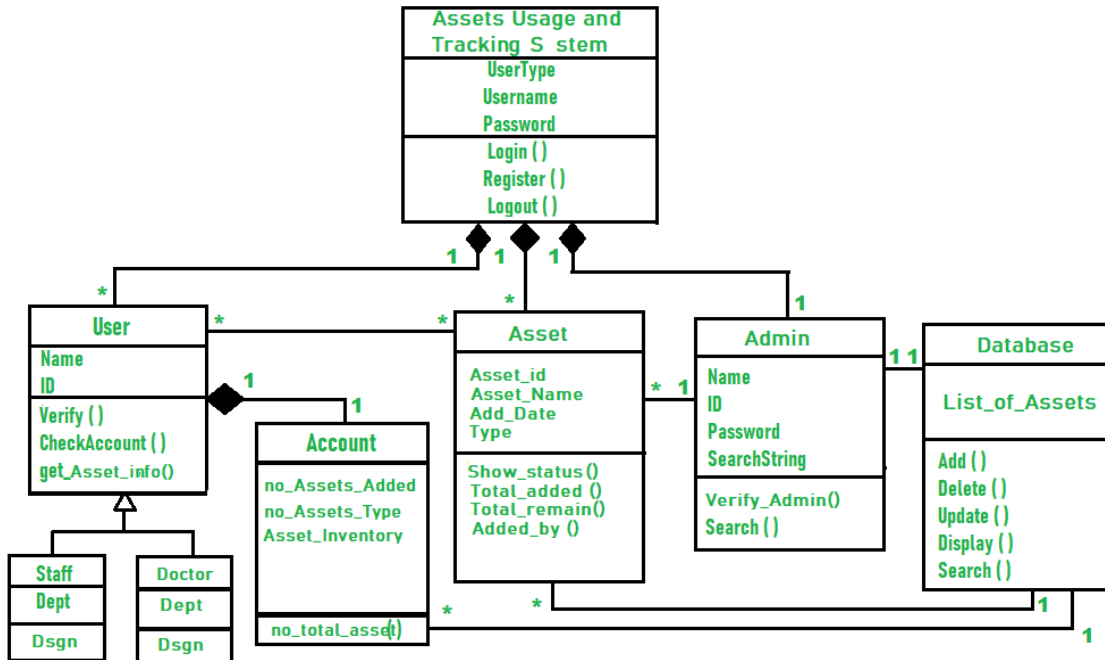 Assets Usage and
Tracking S stem
UserType
Username
Password
Login ( )
Register ( )
Logout ( )
1
1
1
*
*
1
User
Name
ID
Verify ( )
CheckAccount ( )
get_Asset_info()
*
*
1
1
Account
no_Assets_Added
no_Assets_Type
Asset_Inventory
no_total_asset()
Asset
Asset_id
Asset_Name
Add_Date
Type
Show_status()
Total_added ( )
Total_remain()
Added_by ()
*
1
Admin
Name
ID
Password
SearchString
Verify_Admin()
Search ( )
1
1
Database
List_of_Assets
Add ( )
Delete ( )
Update ( )
Display ( )
Search ( )
Staff
Dept
Dsgn
Doctor
Dept
Dsgn
*
1
*
1